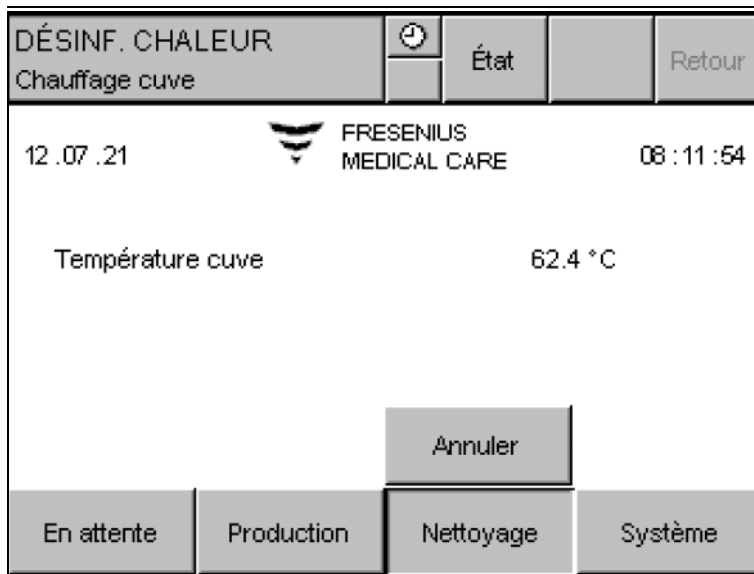 DÉSINF. CHALEUR
Chauffage cuve
État
Retour
12 .07 .21
FRESENIUS
MEDICAL CARE
08 : 11 : 54
Température cuve
62.4 °C
Annuler
En attente
Production
Nettoyage
Système